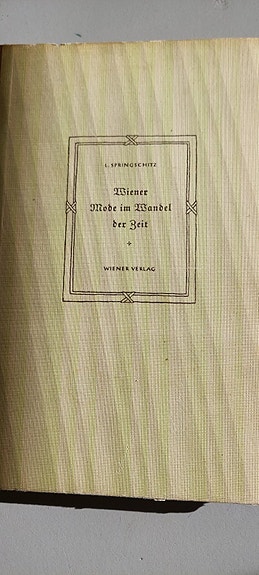 L. SPRINGSCHITZ
Wiener
Mode im Wandel
der Zeit
WIENER VERLAG